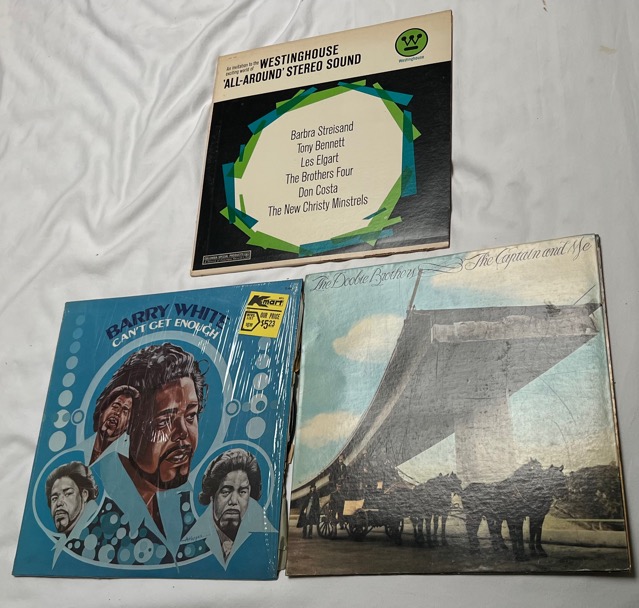 An invitation to the
exciting world of
WESTINGHOUSE
'ALL-AROUND' STEREO SOUND
Westinghouse
Barbra Streisand
Tony Bennett
Les Elgart
The Brothers Four
Don Costa
The New Christy Minstrels
BARRY WHITE
CAN'T GET ENOUGH
Kmart
OUR PRICE
$5.23
The Doobie Brothers
The Captain and Me